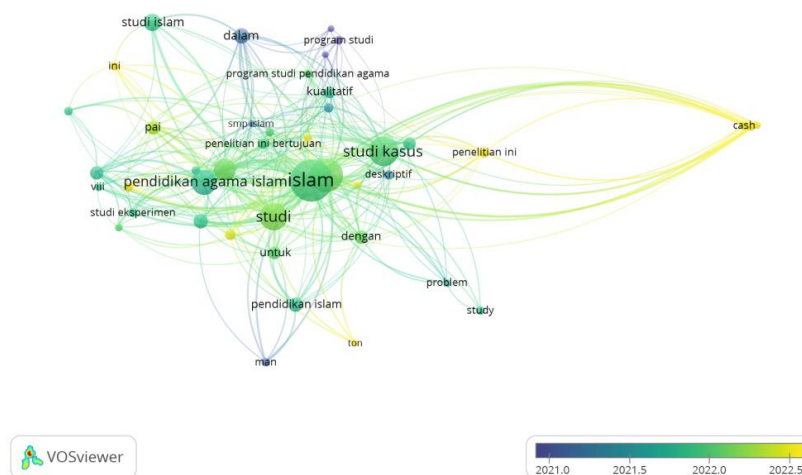 studi islam
dalam
program studi
ini
program studi pendidikan agama
kualitatif
cash
smp islam
pai
penelitian ini bertujuan
studi kasus
penelitian ini
deskriptif
viii
pendidikan agama islam
islam
studi eksperimen
studi
dengan
untuk
problem
pendidikan islam
study
ton
man
VOSviewer
2021.0 2021.5 2022.0 2022.5